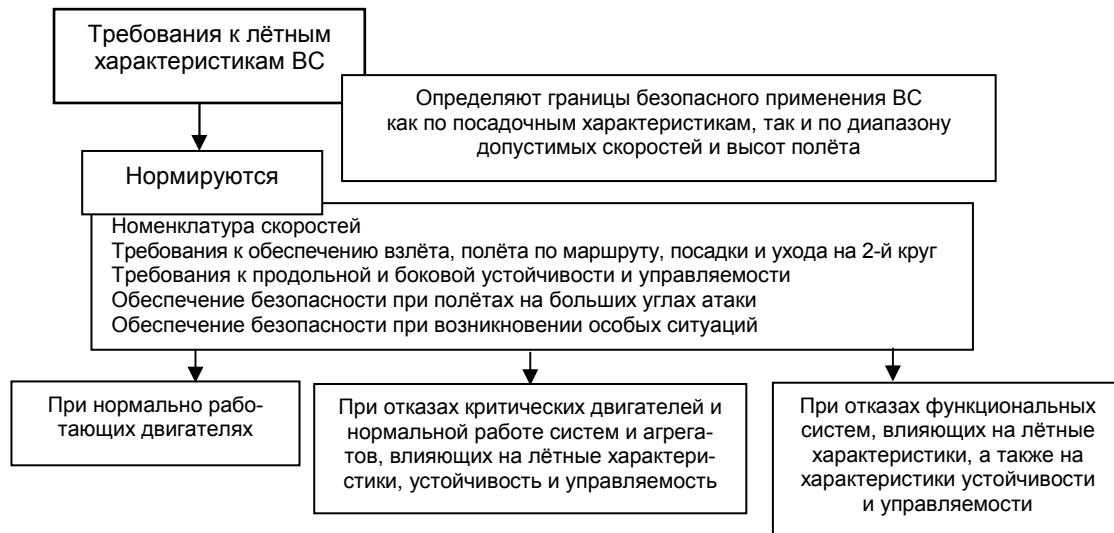 Требования к лётным
характеристикам ВС
Определяют границы безопасного применения ВС
как по посадочным характеристикам, так и по диапазону
допустимых скоростей и высот полёта
Нормируются
Номенклатура скоростей
Требования к обеспечению взлёта, полёта по маршруту, посадки и ухода на 2-й круг
Требования к продольной и боковой устойчивости и управляемости
Обеспечение безопасности при полётах на больших углах атаки
Обеспечение безопасности при возникновении особых ситуаций
При нормально рабо-
тающих двигателях
При отказах критических двигателей и
нормальной работе систем и агрега-
тов, влияющих на лётные характери-
стики, устойчивость и управляемость
При отказах функциональных
систем, влияющих на лётные
характеристики, а также на
характеристики устойчивости
и управляемости